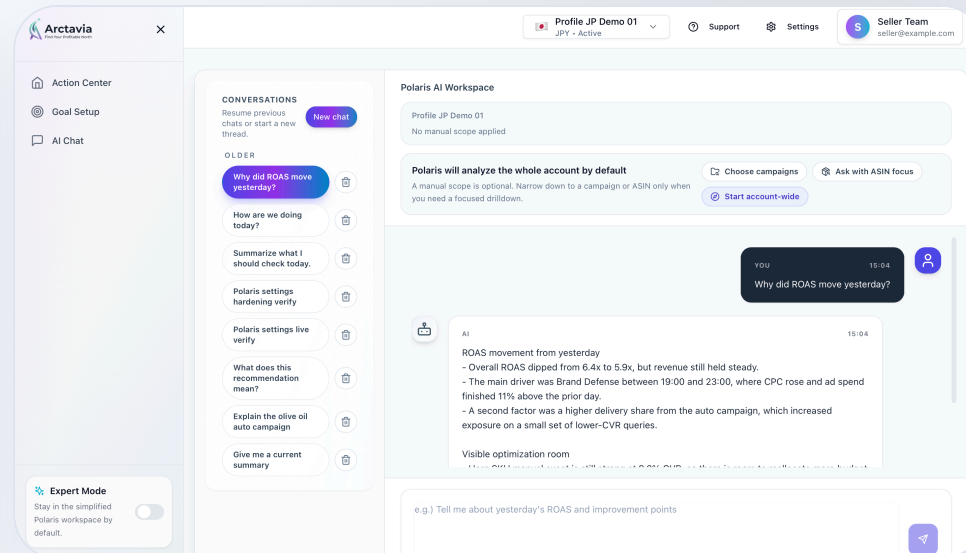 Arctavia
Find Your Profitable North
Profile JP Demo 01
JPY • Active
Support
Settings
S
Seller Team
seller@example.com
Action Center
Goal Setup
AI Chat
Expert Mode
Stay in the simplified
Polaris workspace by
default.
CONVERSATIONS
Resume previous
chats or start a new
thread.
New chat
OLDER
Why did ROAS move
yesterday?
How are we doing
today?
Summarize what I
should check today.
Polaris settings
hardening verify
Polaris settings live
verify
What does this
recommendation
mean?
Explain the olive oil
auto campaign
Give me a current
summary
Polaris AI Workspace
Profile JP Demo 01
No manual scope applied
Polaris will analyze the whole account by default
A manual scope is optional. Narrow down to a campaign or ASIN only when
you need a focused drilldown.
Choose campaigns
Ask with ASIN focus
Start account-wide
YOU 15:04
Why did ROAS move yesterday?
AI 15:04
ROAS movement from yesterday
- Overall ROAS dipped from 6.4x to 5.9x, but revenue still held steady.
- The main driver was Brand Defense between 19:00 and 23:00, where CPC rose and ad spend
finished 11% above the prior day.
- A second factor was a higher delivery share from the auto campaign, which increased
exposure on a small set of lower-CVR queries.
Visible optimization room
e.g.) Tell me about yesterday's ROAS and improvement points